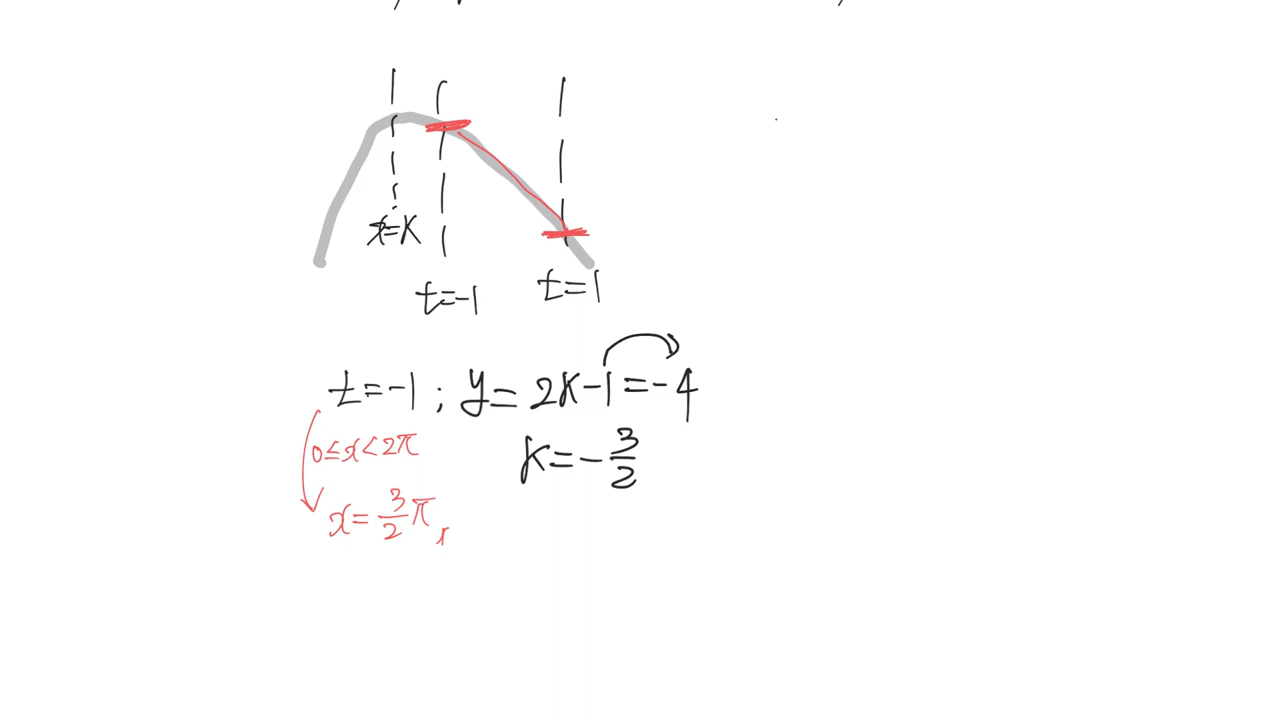 x=k
t=-1
t=1
t=-1 ; y=2k-1=-4
0≤x<2π
k=-3/2
x=3/2π